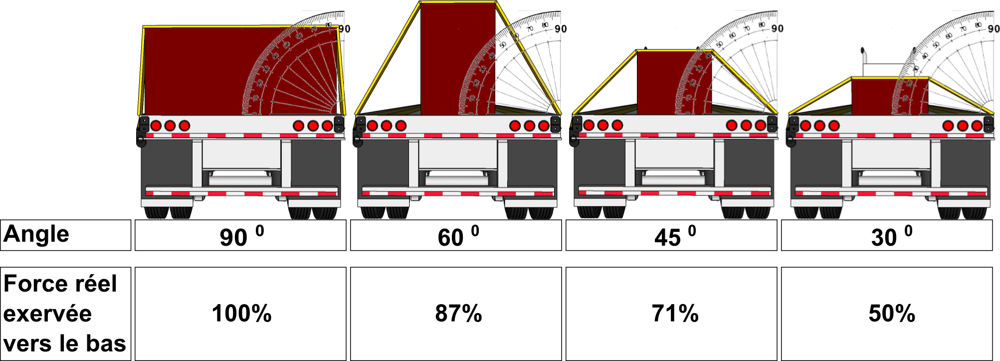 90 90 90 90
Angle 90 0 60 0 45 0 30 0
Force réel
exervée
vers le bas
100% 87% 71% 50%